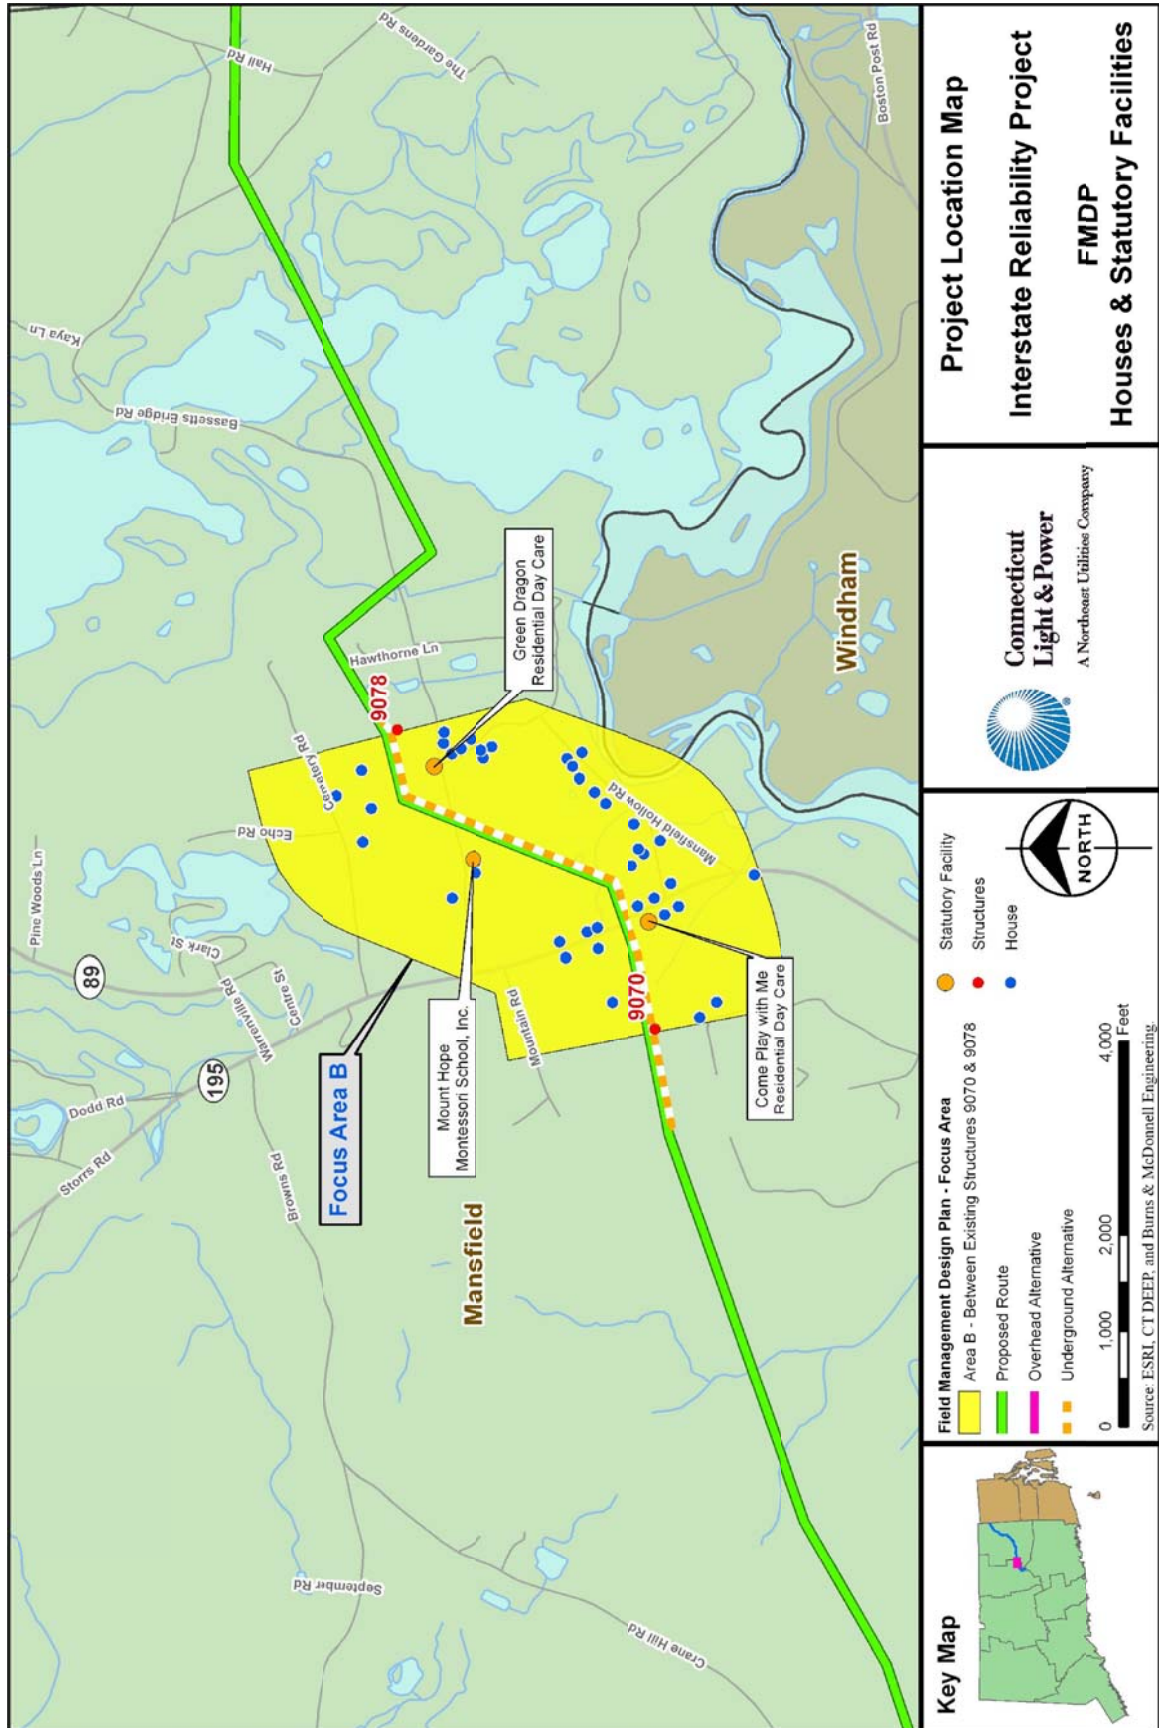 Hall Rd
The Gardens Rd
Boston Post Rd
Kaya Ln
Bassetts Bridge Rd
Hawthorne Ln
Green Dragon
Residential Day Care
9078
Cemetery Rd
Echo Rd
Mansfield Hollow Rd
Windham
Pine Woods Ln
89
Clark St
Warrenville Rd
Centre St
195
Dodd Rd
Storrs Rd
Browns Rd
Focus Area B
Mount Hope
Montessori School, Inc.
Mountain Rd
9070
Come Play with Me
Residential Day Care
Mansfield
September Rd
Crane Hill Rd
Key Map
Field Management Design Plan - Focus Area
Area B - Between Existing Structures 9070 & 9078
Proposed Route
Overhead Alternative
Underground Alternative
Statutory Facility
Structures
House
0 1,000 2,000 4,000
Feet
NORTH
Source: ESRI, CT DEEP, and Burns & McDonnell Engineering.
Connecticut
Light & Power
A Northeast Utilities Company
®
Project Location Map
Interstate Reliability Project
FMDP
Houses & Statutory Facilities